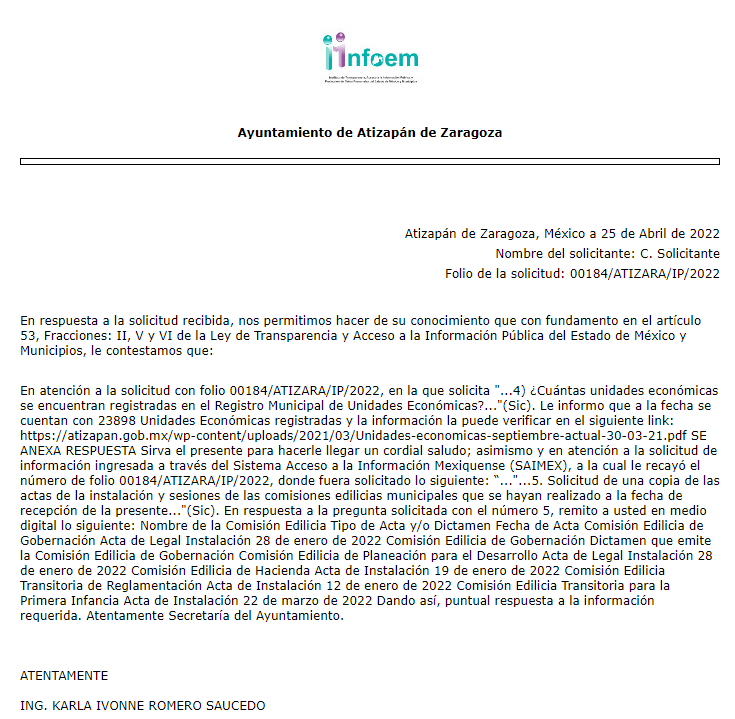 infoem
Instituto de Transparencia, Acceso a la Información Pública y
Protección de Datos Personales del Estado de México y Municipios
Ayuntamiento de Atizapán de Zaragoza
Atizapán de Zaragoza, México a 25 de Abril de 2022
Nombre del solicitante: C. Solicitante
Folio de la solicitud: 00184/ATIZARA/IP/2022
En respuesta a la solicitud recibida, nos permitimos hacer de su conocimiento que con fundamento en el artículo
53, Fracciones: II, V y VI de la Ley de Transparencia y Acceso a la Información Pública del Estado de México y
Municipios, le contestamos que:
En atención a la solicitud con folio 00184/ATIZARA/IP/2022, en la que solicita "...4) ¿Cuántas unidades económicas
se encuentran registradas en el Registro Municipal de Unidades Económicas?..."(Sic). Le informo que a la fecha se
cuentan con 23898 Unidades Económicas registradas y la información la puede verificar en el siguiente link:
https://atizapan.gob.mx/wp-content/uploads/2021/03/Unidades-economicas-septiembre-actual-30-03-21.pdf SE
ANEXA RESPUESTA Sirva el presente para hacerle llegar un cordial saludo; asimismo y en atención a la solicitud de
información ingresada a través del Sistema Acceso a la Información Mexiquense (SAIMEX), a la cual le recayó el
número de folio 00184/ATIZARA/IP/2022, donde fuera solicitado lo siguiente: “..."...5. Solicitud de una copia de las
actas de la instalación y sesiones de las comisiones edilicias municipales que se hayan realizado a la fecha de
recepción de la presente..."(Sic). En respuesta a la pregunta solicitada con el número 5, remito a usted en medio
digital lo siguiente: Nombre de la Comisión Edilicia Tipo de Acta y/o Dictamen Fecha de Acta Comisión Edilicia de
Gobernación Acta de Legal Instalación 28 de enero de 2022 Comisión Edilicia de Gobernación Dictamen que emite
la Comisión Edilicia de Gobernación Comisión Edilicia de Planeación para el Desarrollo Acta de Legal Instalación 28
de enero de 2022 Comisión Edilicia de Hacienda Acta de Instalación 19 de enero de 2022 Comisión Edilicia
Transitoria de Reglamentación Acta de Instalación 12 de enero de 2022 Comisión Edilicia Transitoria para la
Primera Infancia Acta de Instalación 22 de marzo de 2022 Dando así, puntual respuesta a la información
requerida. Atentamente Secretaría del Ayuntamiento.
ATENTAMENTE
ING. KARLA IVONNE ROMERO SAUCEDO